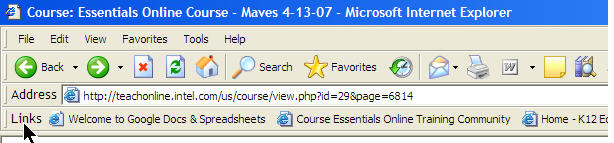 Course: Essentials Online Course - Maves 4-13-07 - Microsoft Internet Explorer
File Edit View Favorites Tools Help
Back Search Favorites W
Address http://teachonline.intel.com/us/course/view.php?id=29&page=6814
Links Welcome to Google Docs & Spreadsheets Course Essentials Online Training Community Home - K12 Ed